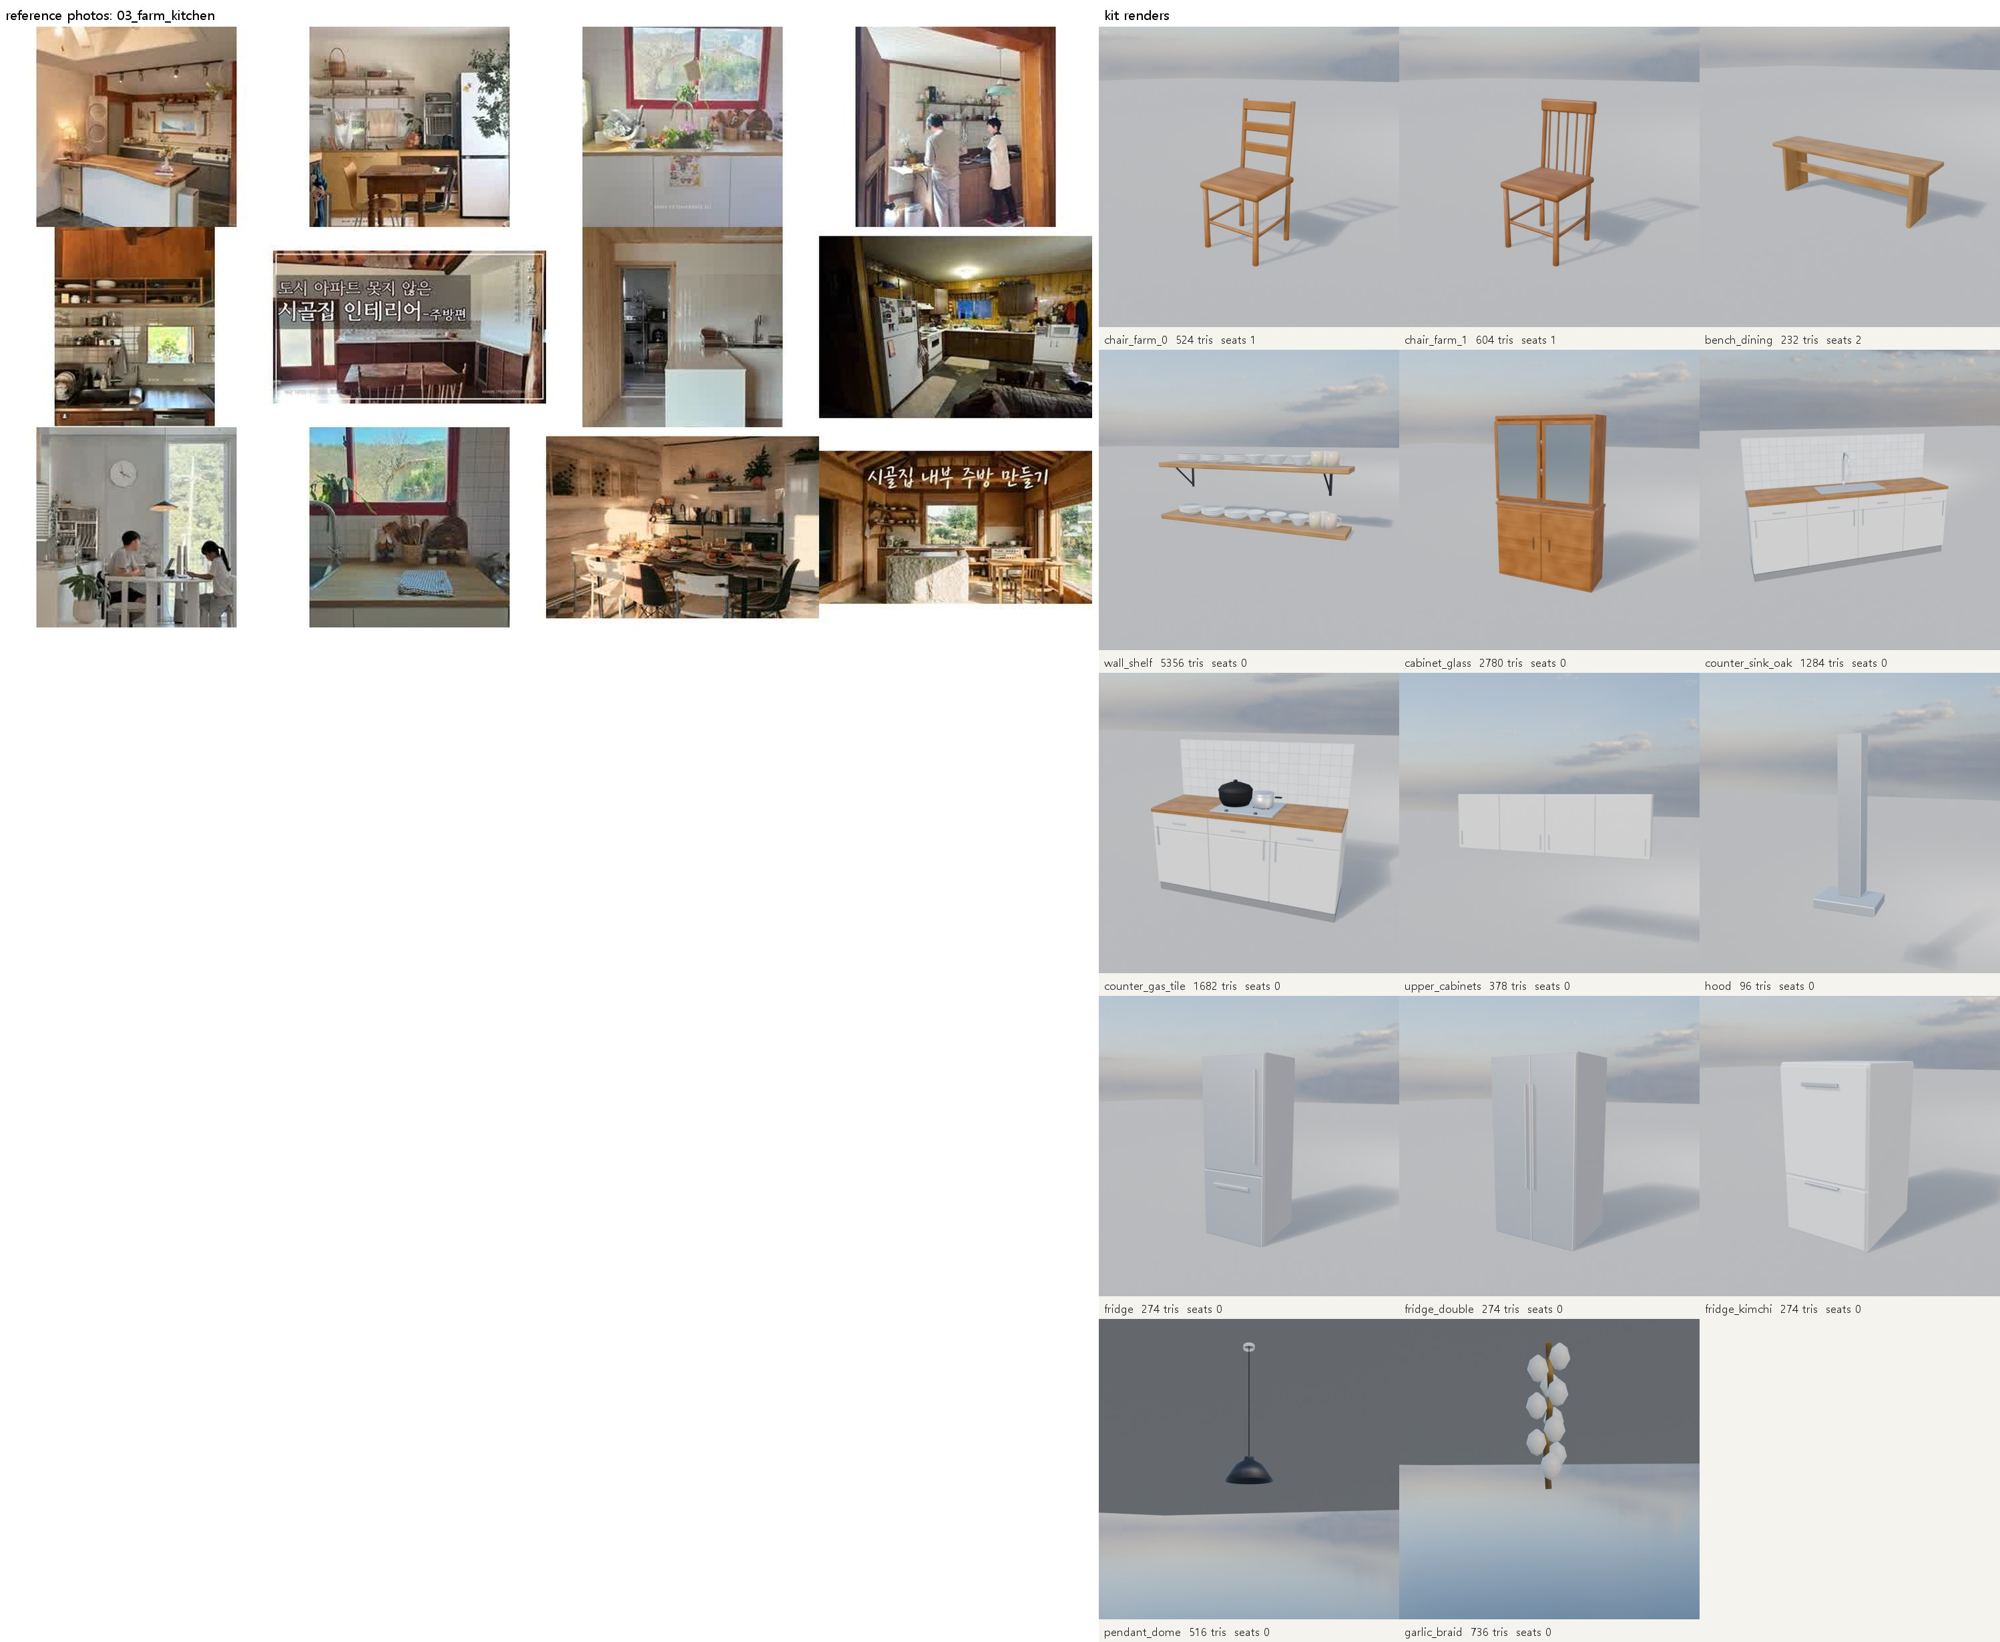 reference photos: 03_farm_kitchen
도시 아파트 못지 않은
시골집 인테리어-주방편
시골집 내부 주방 만들기
kit renders
chair_farm_0 524 tris seats 1
chair_farm_1 604 tris seats 1
bench_dining 232 tris seats 2
wall_shelf 5356 tris seats 0
cabinet_glass 2780 tris seats 0
counter_sink_oak 1284 tris seats 0
counter_gas_tile 1682 tris seats 0
upper_cabinets 378 tris seats 0
hood 96 tris seats 0
fridge 274 tris seats 0
fridge_double 274 tris seats 0
fridge_kimchi 274 tris seats 0
pendant_dome 516 tris seats 0
garlic_braid 736 tris seats 0